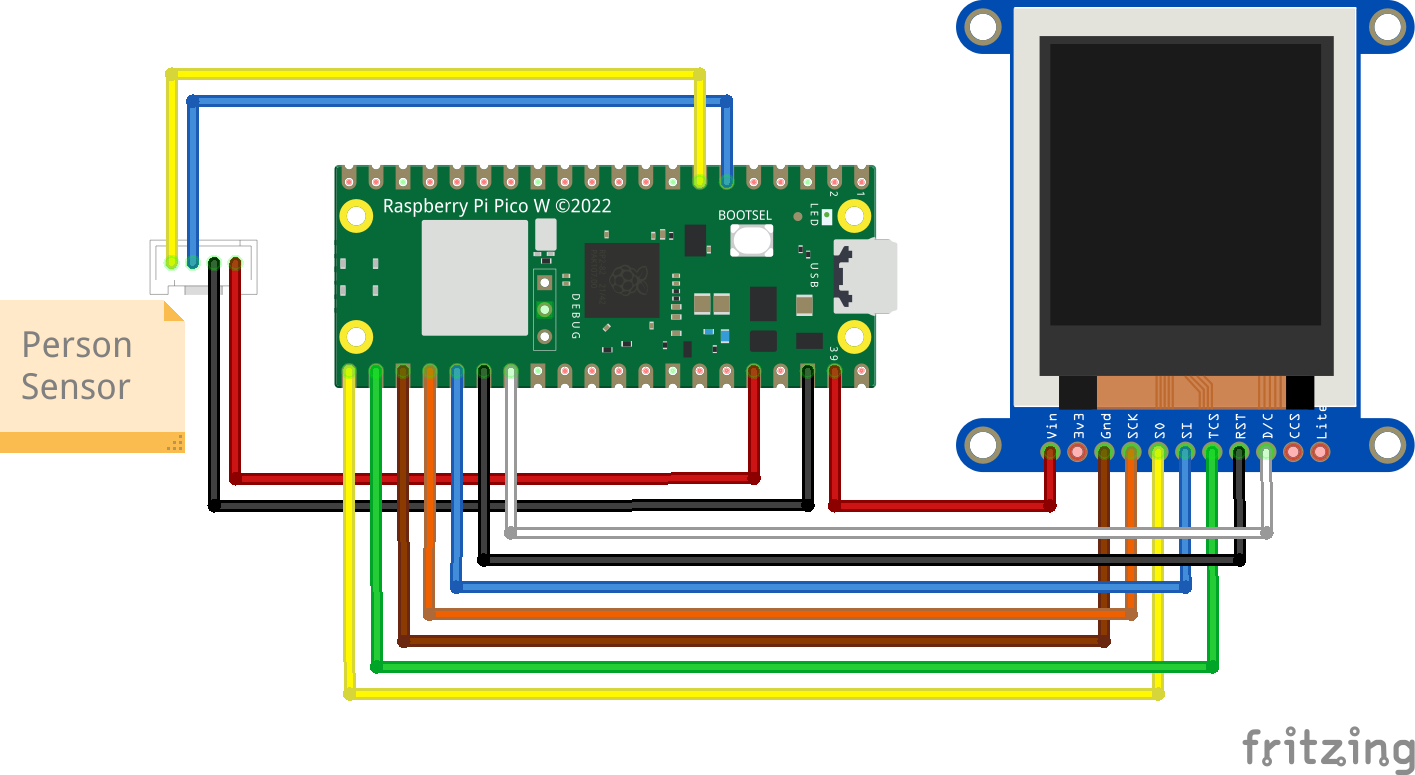 Raspberry Pi Pico W ©2022
BOOTSEL
LED
2
1
USB
DEBUG
39
Person
Sensor
Vin
3v3
Gnd
SCK
SO
SI
TCS
RST
D/C
CCS
Lite
fritzing